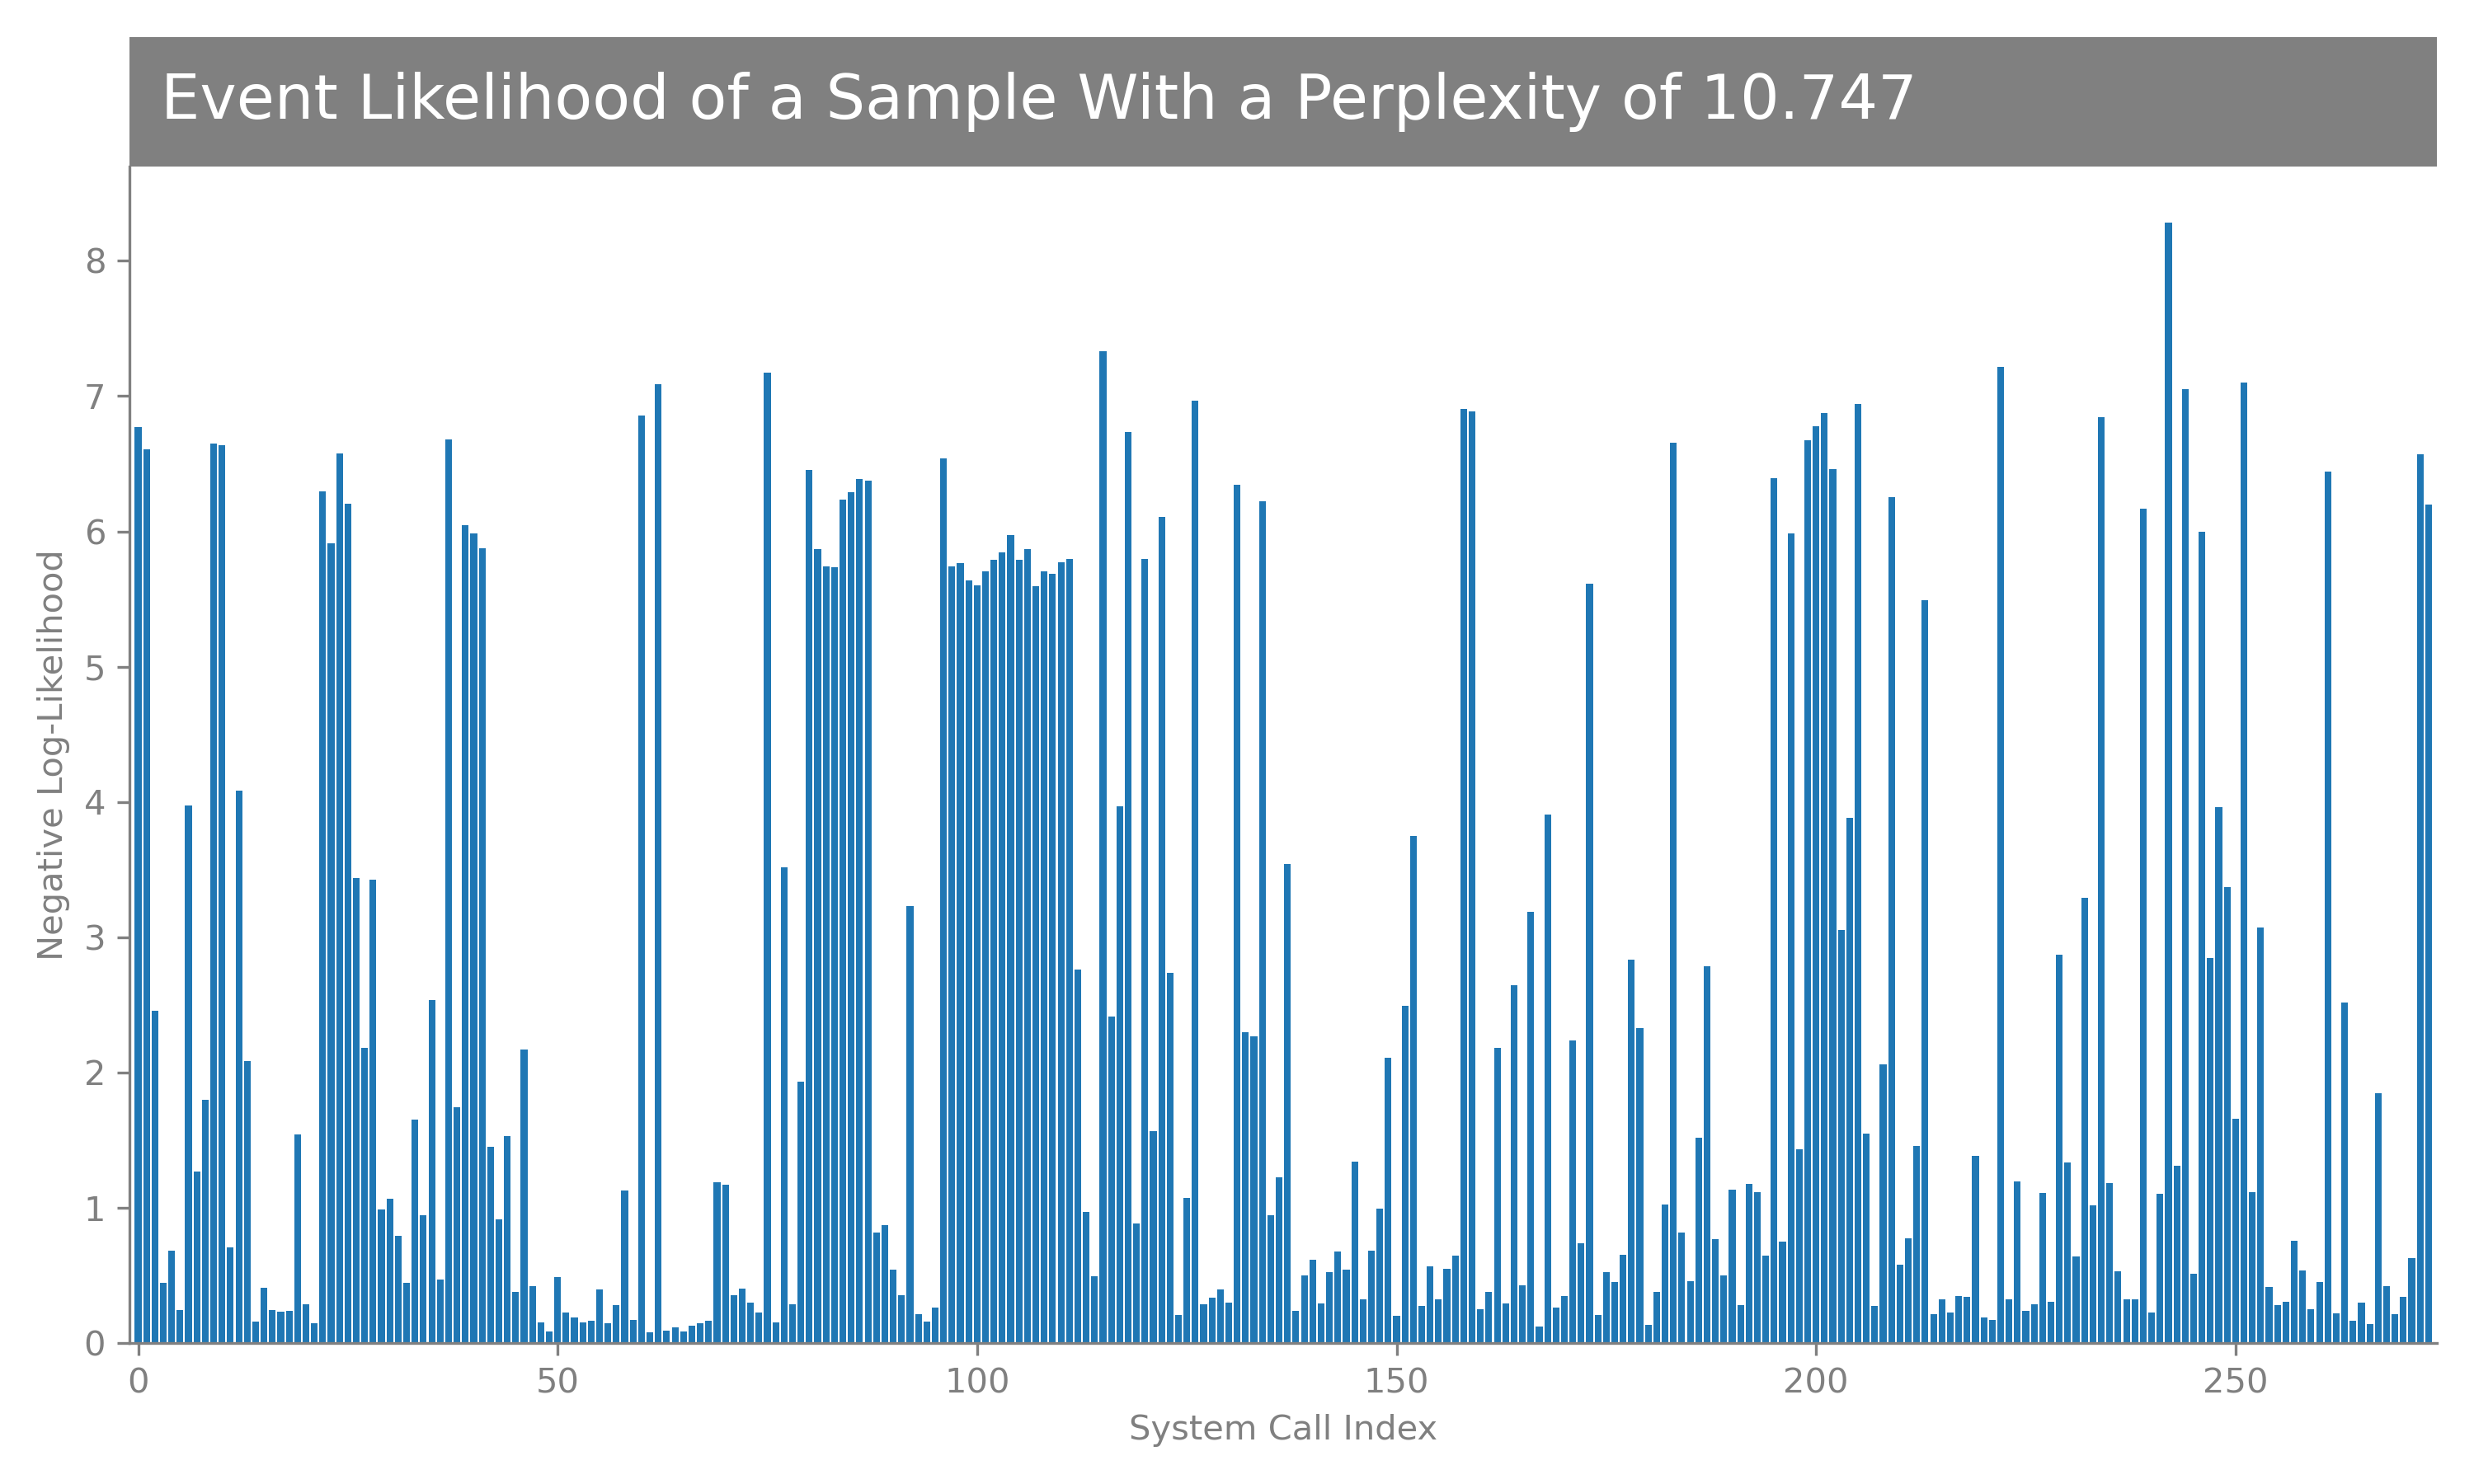 Event Likelihood of a Sample With a Perplexity of 10.747
8
7
6
5
4
3
2
1
0
Negative Log-Likelihood
0 50 100 150 200 250
System Call Index